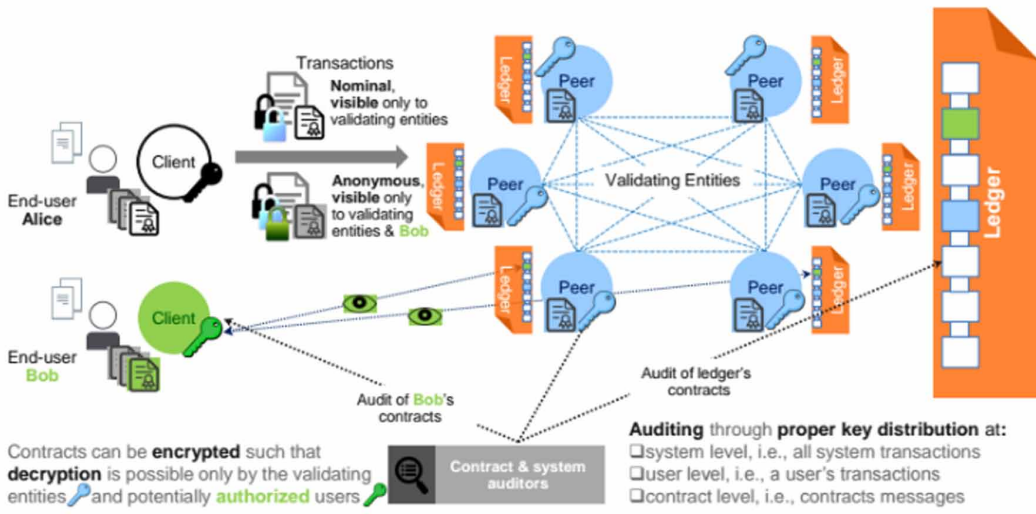 Transactions
Nominal,
visible only to
validating entities
Client
End-user
Alice
Anonymous,
visible only
to validating
entities & Bob
Ledger
Peer
Peer
Ledger
Ledger
Peer
Validating Entities
Peer
Ledger
Ledger
Peer
Peer
Ledger
Ledger
Client
End-user
Bob
Audit of Bob's
contracts
Audit of ledger's
contracts
Contracts can be encrypted such that
decryption is possible only by the validating
entities and potentially authorized users
Contract & system
auditors
Auditing through proper key distribution at:
❑system level, i.e., all system transactions
❑user level, i.e., a user's transactions
❑contract level, i.e., contracts messages